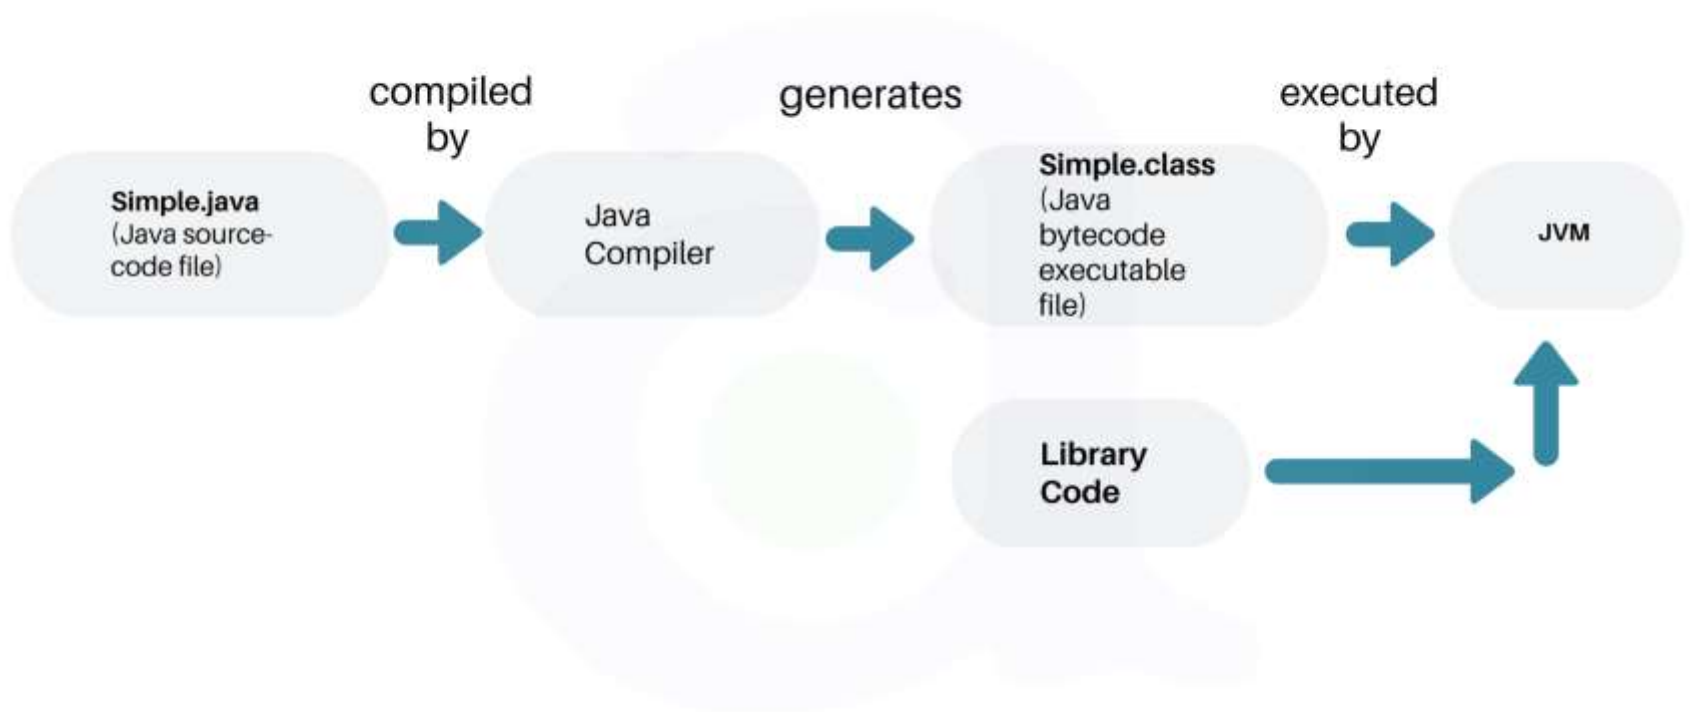 compiled
by
generates
executed
by
Simple.java
(Java source-
code file)
Java
Compiler
Simple.class
(Java
bytecode
executable
file)
JVM
Library
Code